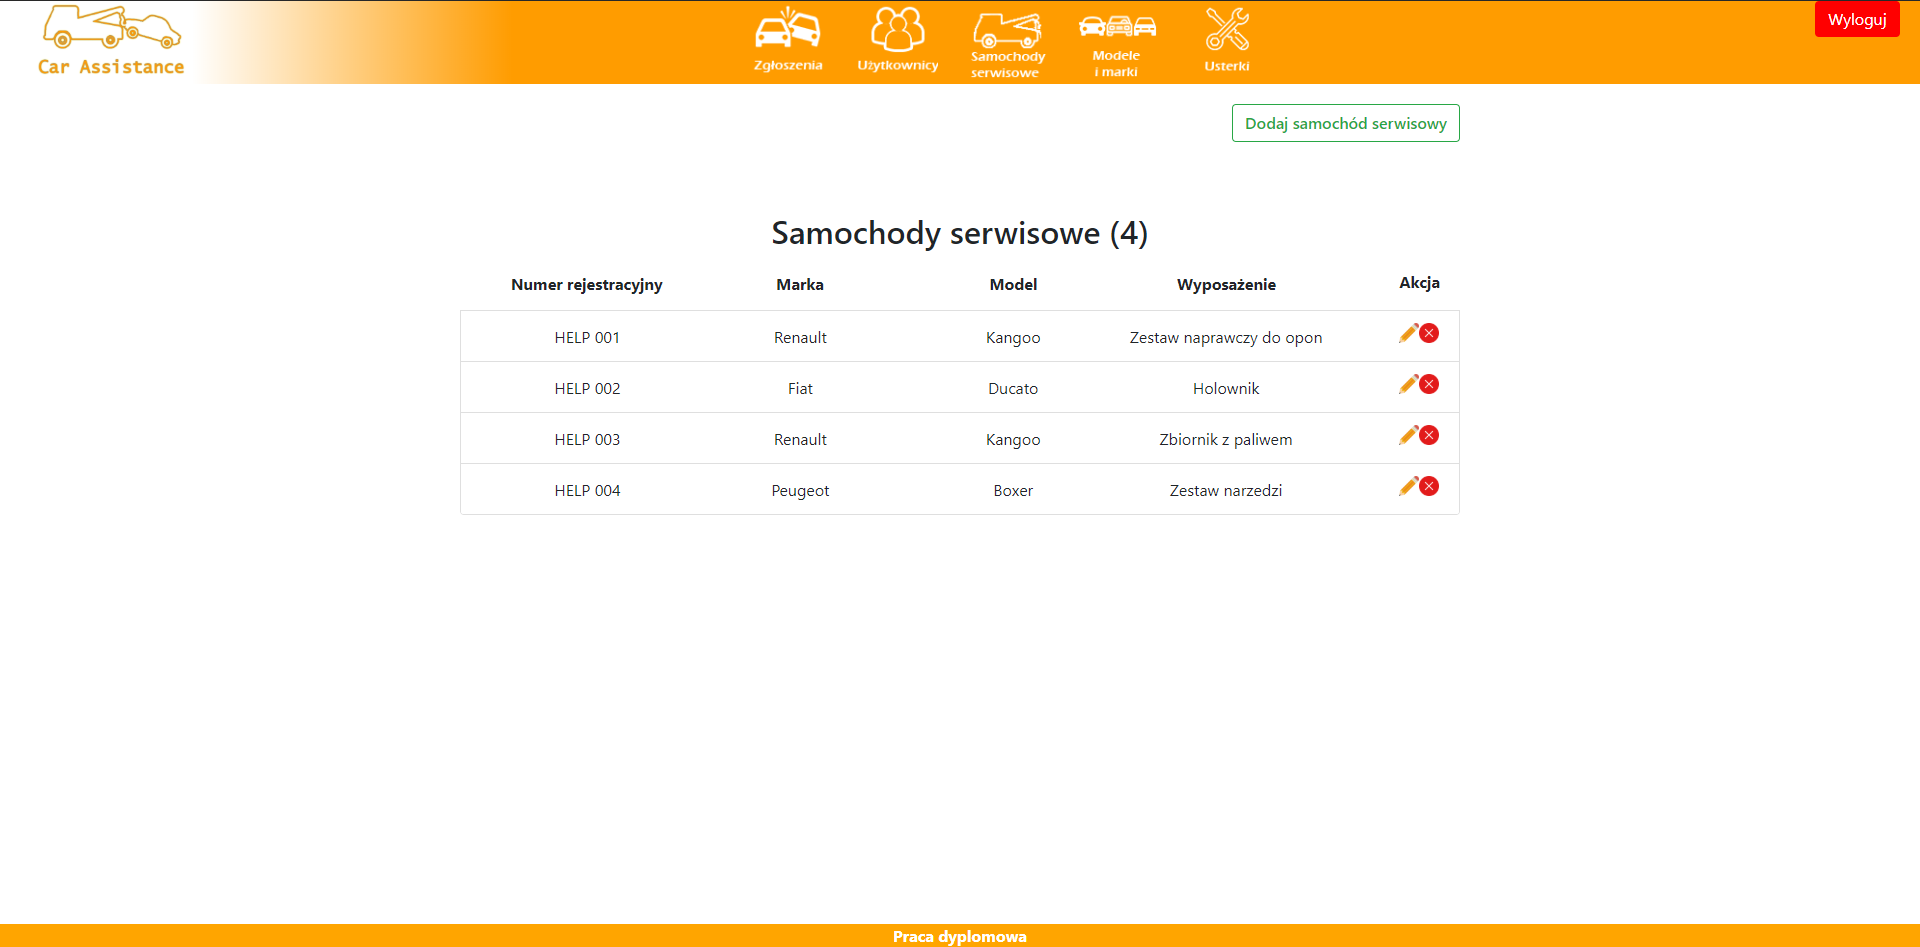 Car Assistance
Zgłoszenia
Użytkownicy
Samochody
serwisowe
Modele
i marki
Usterki
Wyloguj
Dodaj samochód serwisowy
Samochody serwisowe (4)
Numer rejestracyjny Marka Model Wyposażenie Akcja
HELP 001 Renault Kangoo Zestaw naprawczy do opon
HELP 002 Fiat Ducato Holownik
HELP 003 Renault Kangoo Zbiornik z paliwem
HELP 004 Peugeot Boxer Zestaw narzedzi
Praca dyplomowa